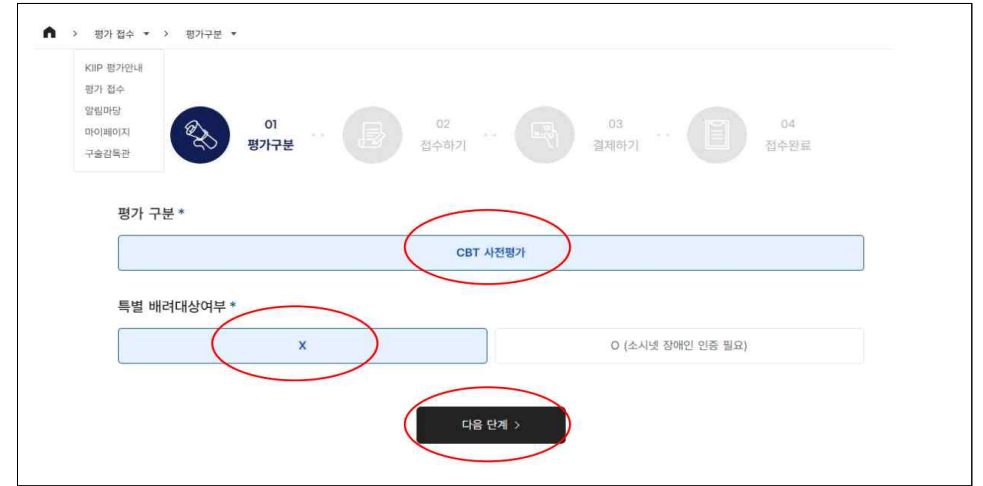 > 평가 접수 ▼ > 평가구분 ▼
KIIP 평가안내
평가 접수
알림마당
마이페이지
구술감독관
01
평가구분
02
접수하기
03
결제하기
04
접수완료
평가 구분 *
CBT 사전평가
특별 배려대상여부 *
X
O (소시넷 장애인 인증 필요)
다음 단계 >